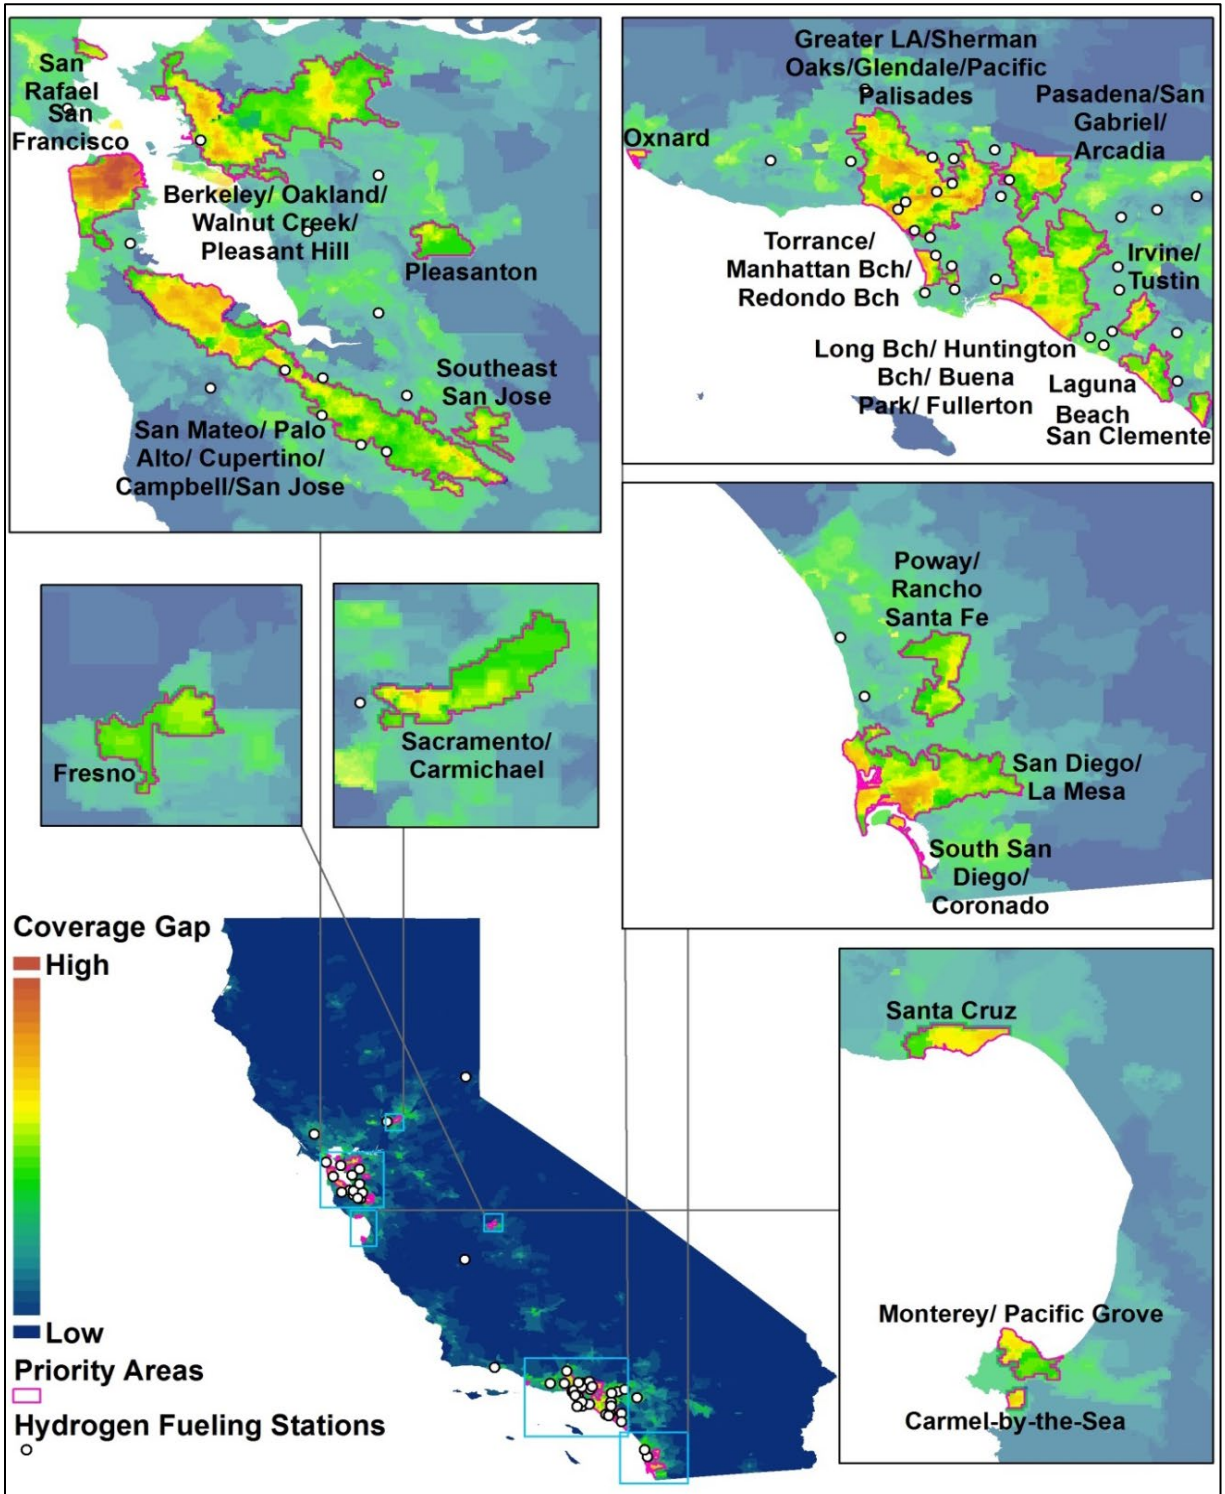 San
Rafael
San
Francisco
Berkeley/ Oakland/
Walnut Creek/
Pleasant Hill
Pleasanton
Southeast
San Jose
San Mateo/ Palo
Alto/ Cupertino/
Campbell/San Jose
Greater LA/Sherman
Oaks/Glendale/Pacific
Palisades
Pasadena/San
Gabriel/
Arcadia
Oxnard
Torrance/
Manhattan Bch/
Redondo Bch
Irvine/
Tustin
Long Bch/ Huntington
Bch/ Buena
Park/ Fullerton
Laguna
Beach
San Clemente
Fresno
Sacramento/
Carmichael
Poway/
Rancho
Santa Fe
San Diego/
La Mesa
South San
Diego/
Coronado
Coverage Gap
High
Low
Priority Areas
Hydrogen Fueling Stations
Santa Cruz
Monterey/ Pacific Grove
Carmel-by-the-Sea